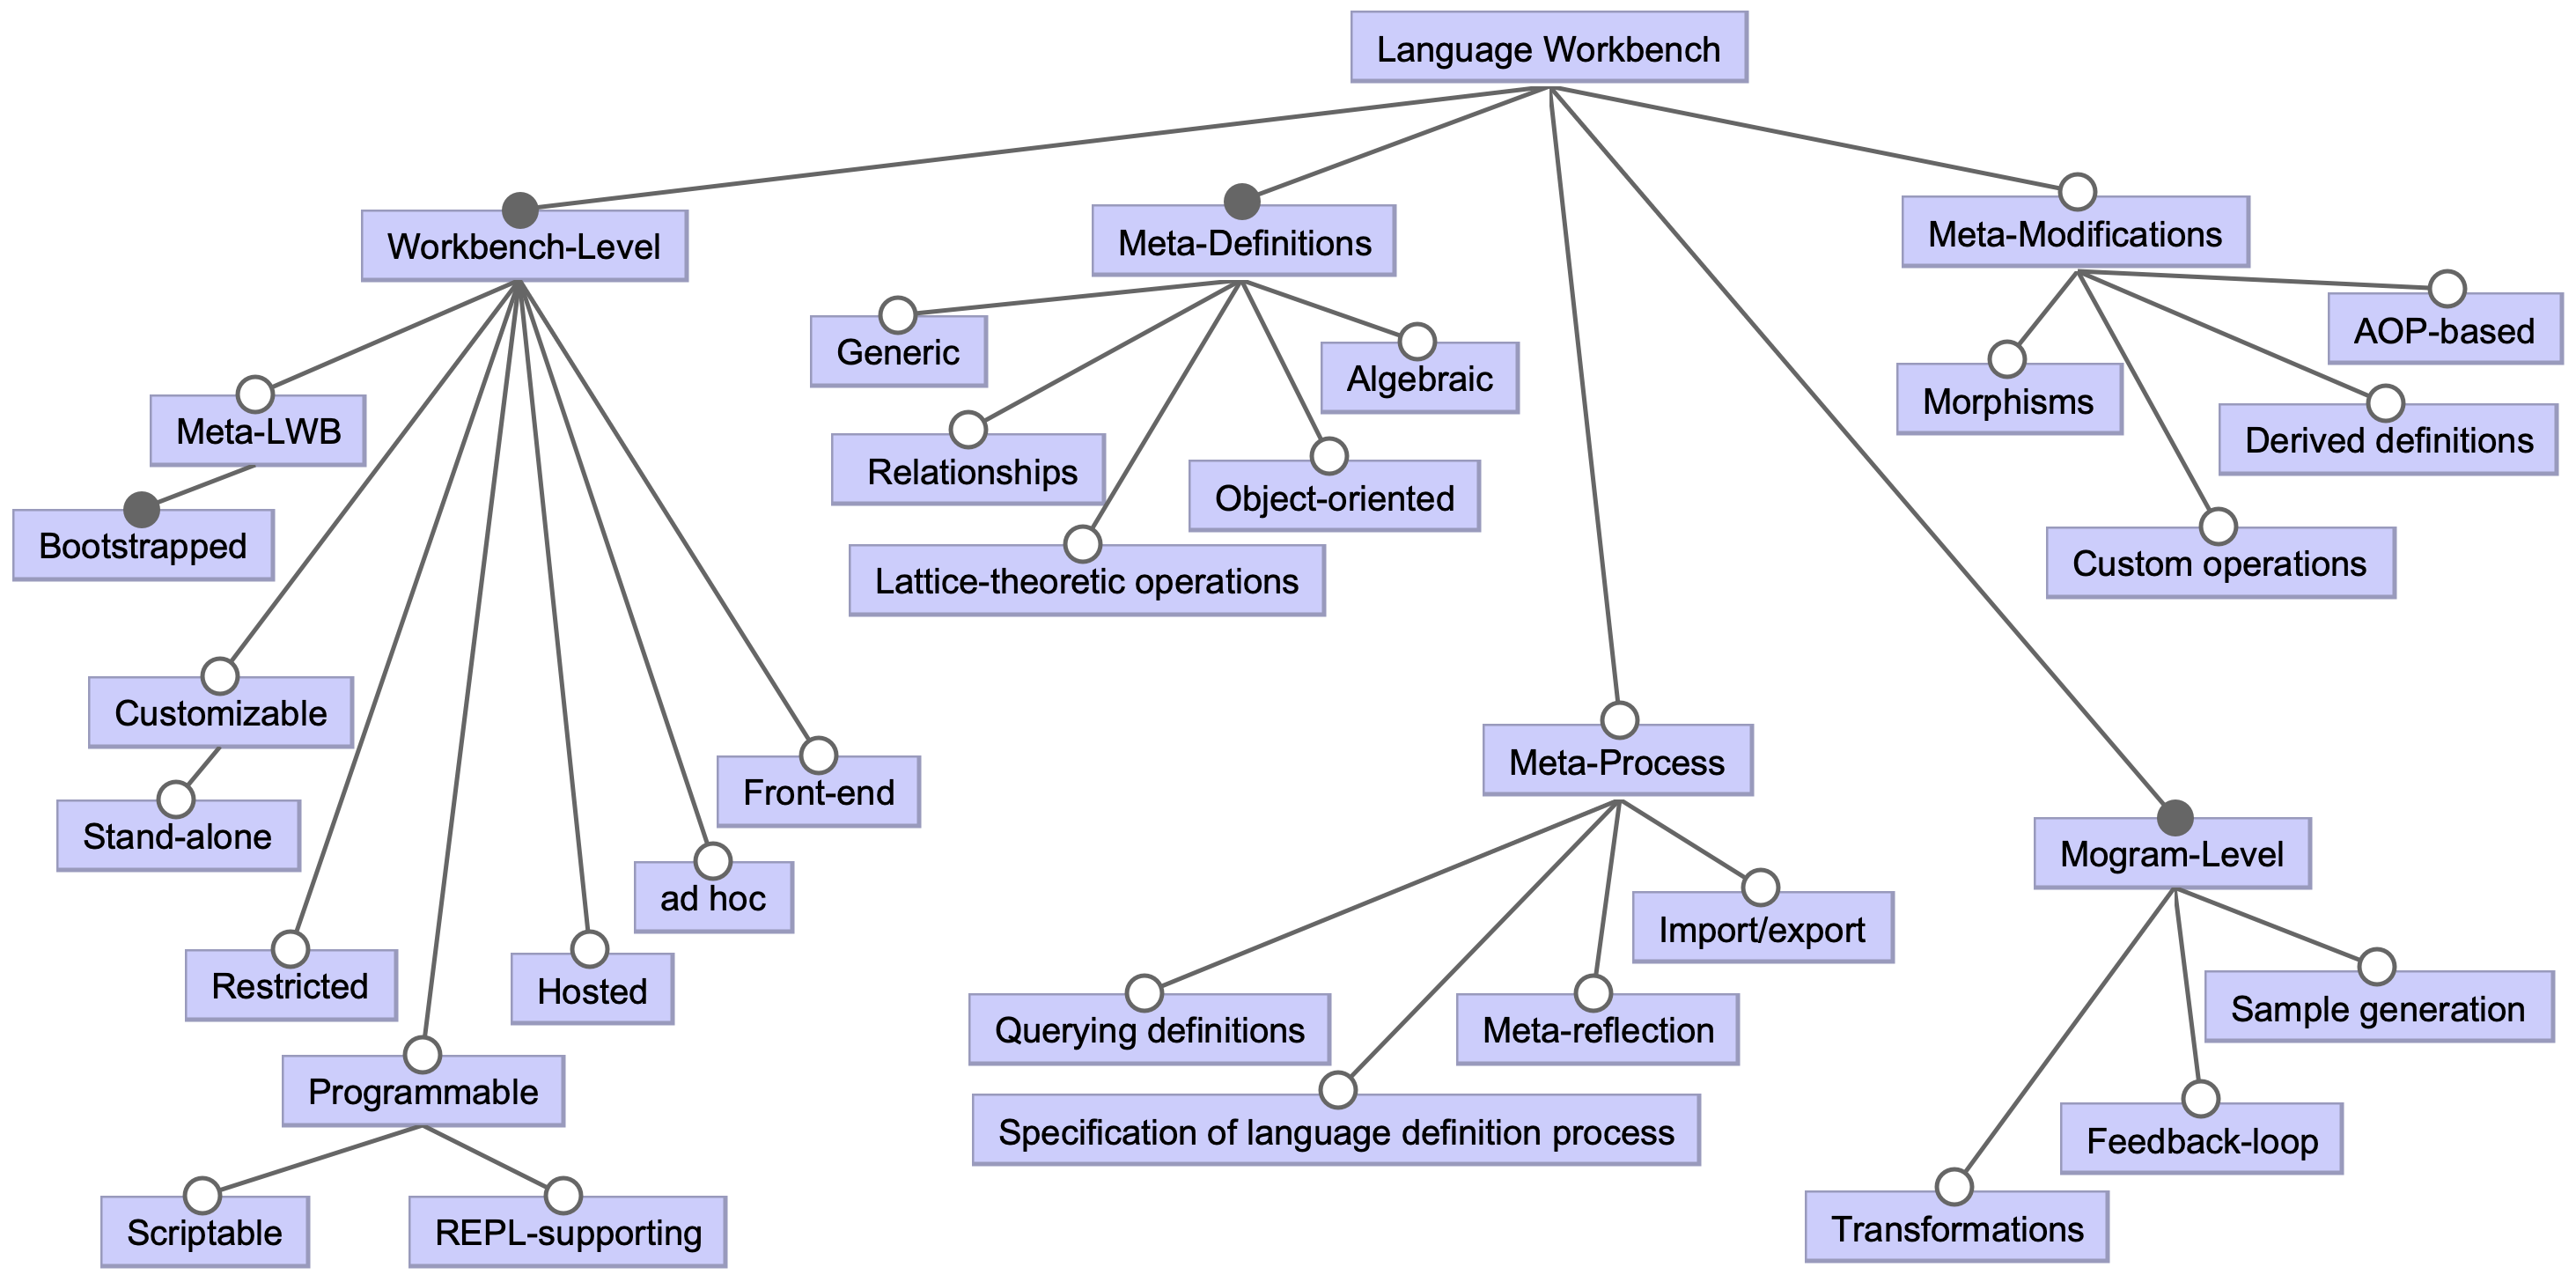 Language Workbench
Workbench-Level
Meta-Definitions
Meta-Modifications
Generic
Algebraic
AOP-based
Morphisms
Meta-LWB
Relationships
Object-oriented
Derived definitions
Bootstrapped
Lattice-theoretic operations
Custom operations
Customizable
Meta-Process
Stand-alone
Front-end
Mogram-Level
ad hoc
Import/export
Restricted
Hosted
Querying definitions
Meta-reflection
Sample generation
Programmable
Specification of language definition process
Feedback-loop
Scriptable
REPL-supporting
Transformations